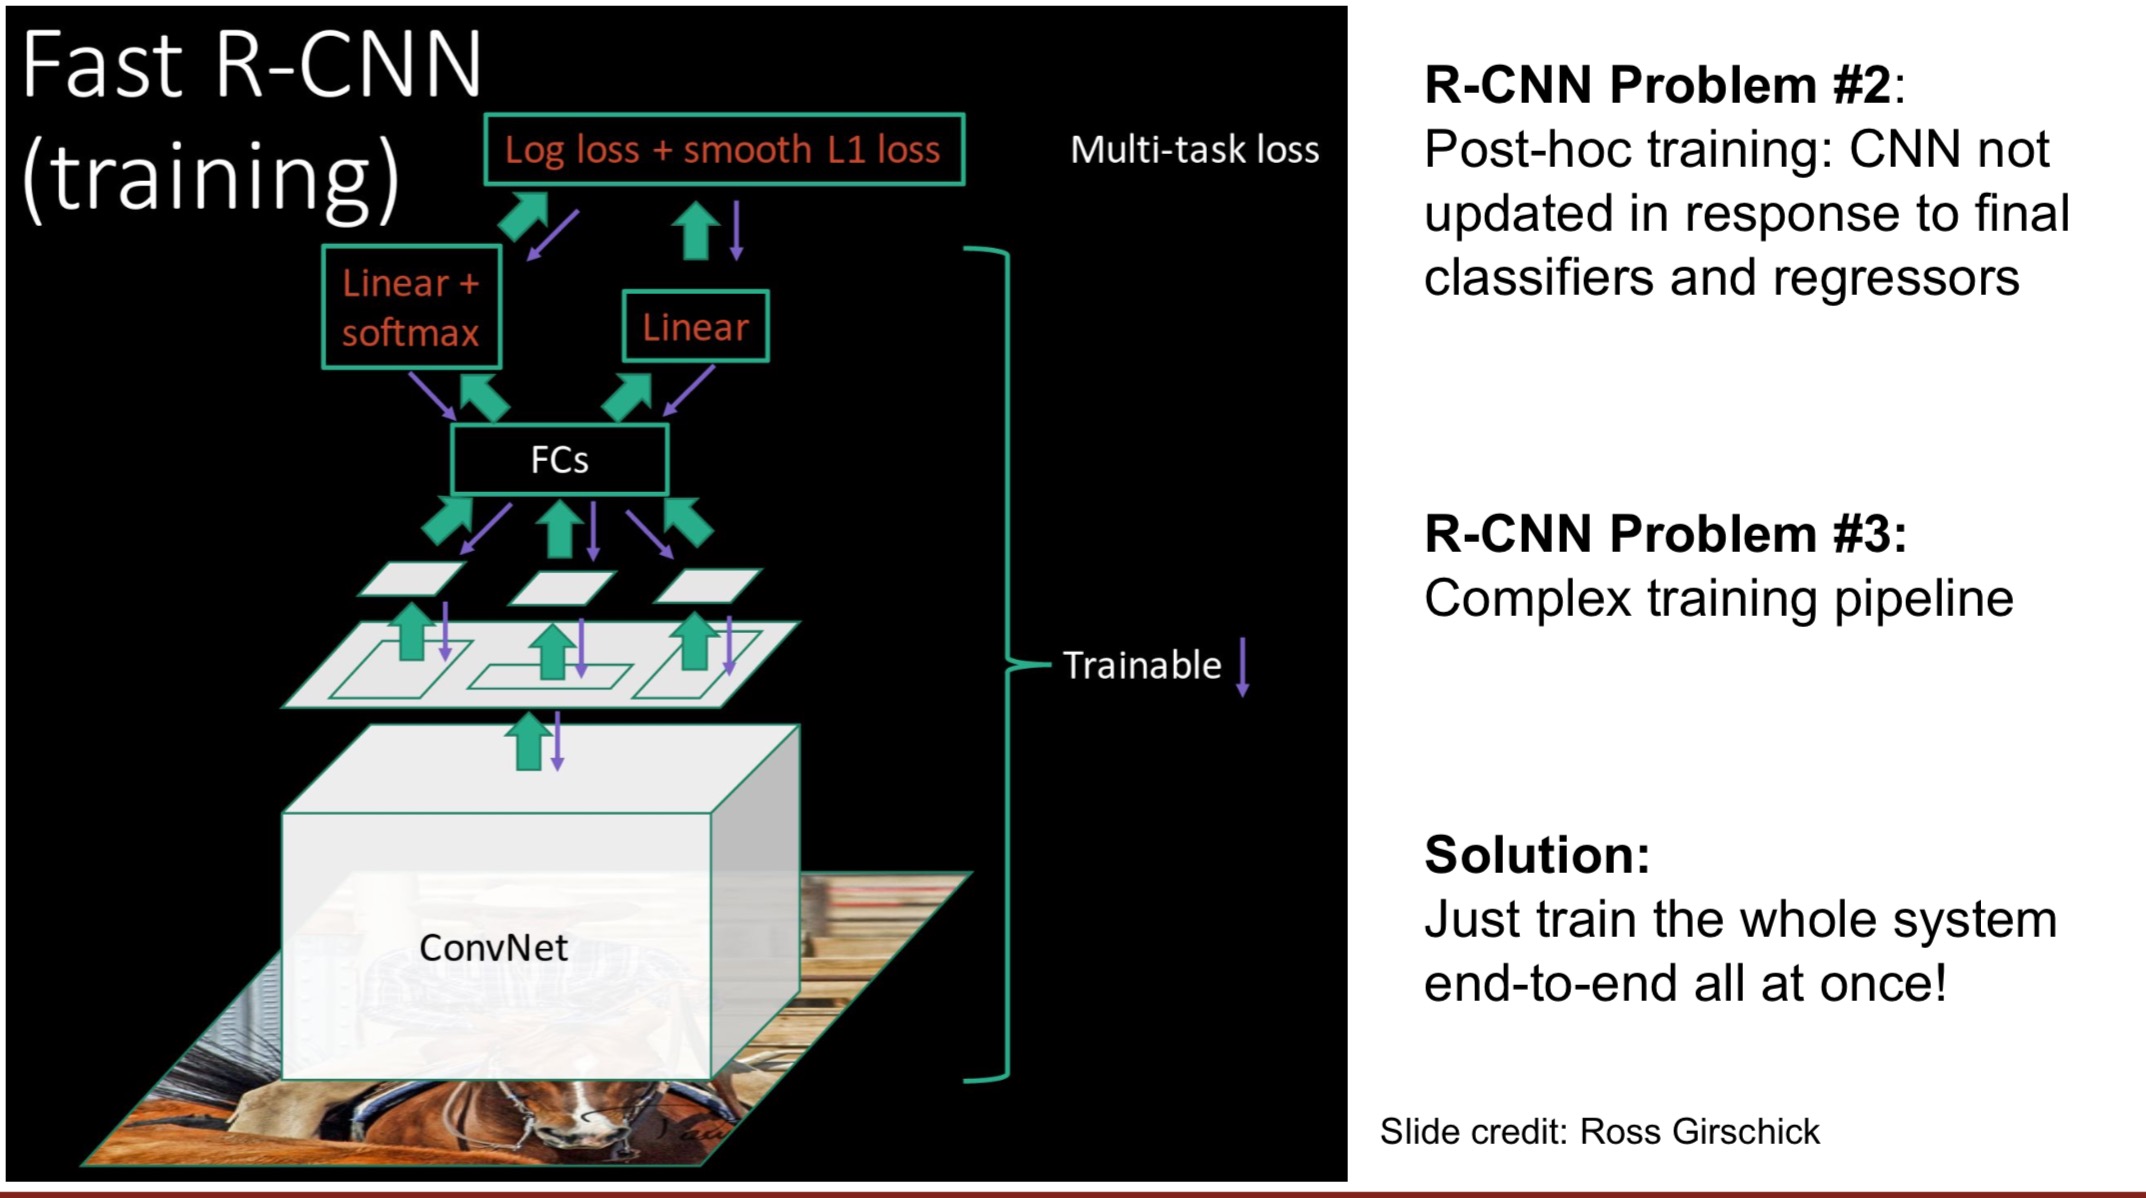 Fast R-CNN
(training)
Log loss + smooth L1 loss
Multi-task loss
Linear +
softmax
Linear
FCs
Trainable
ConvNet
R-CNN Problem #2:
Post-hoc training: CNN not
updated in response to final
classifiers and regressors
R-CNN Problem #3:
Complex training pipeline
Solution:
Just train the whole system
end-to-end all at once!
Slide credit: Ross Girschick